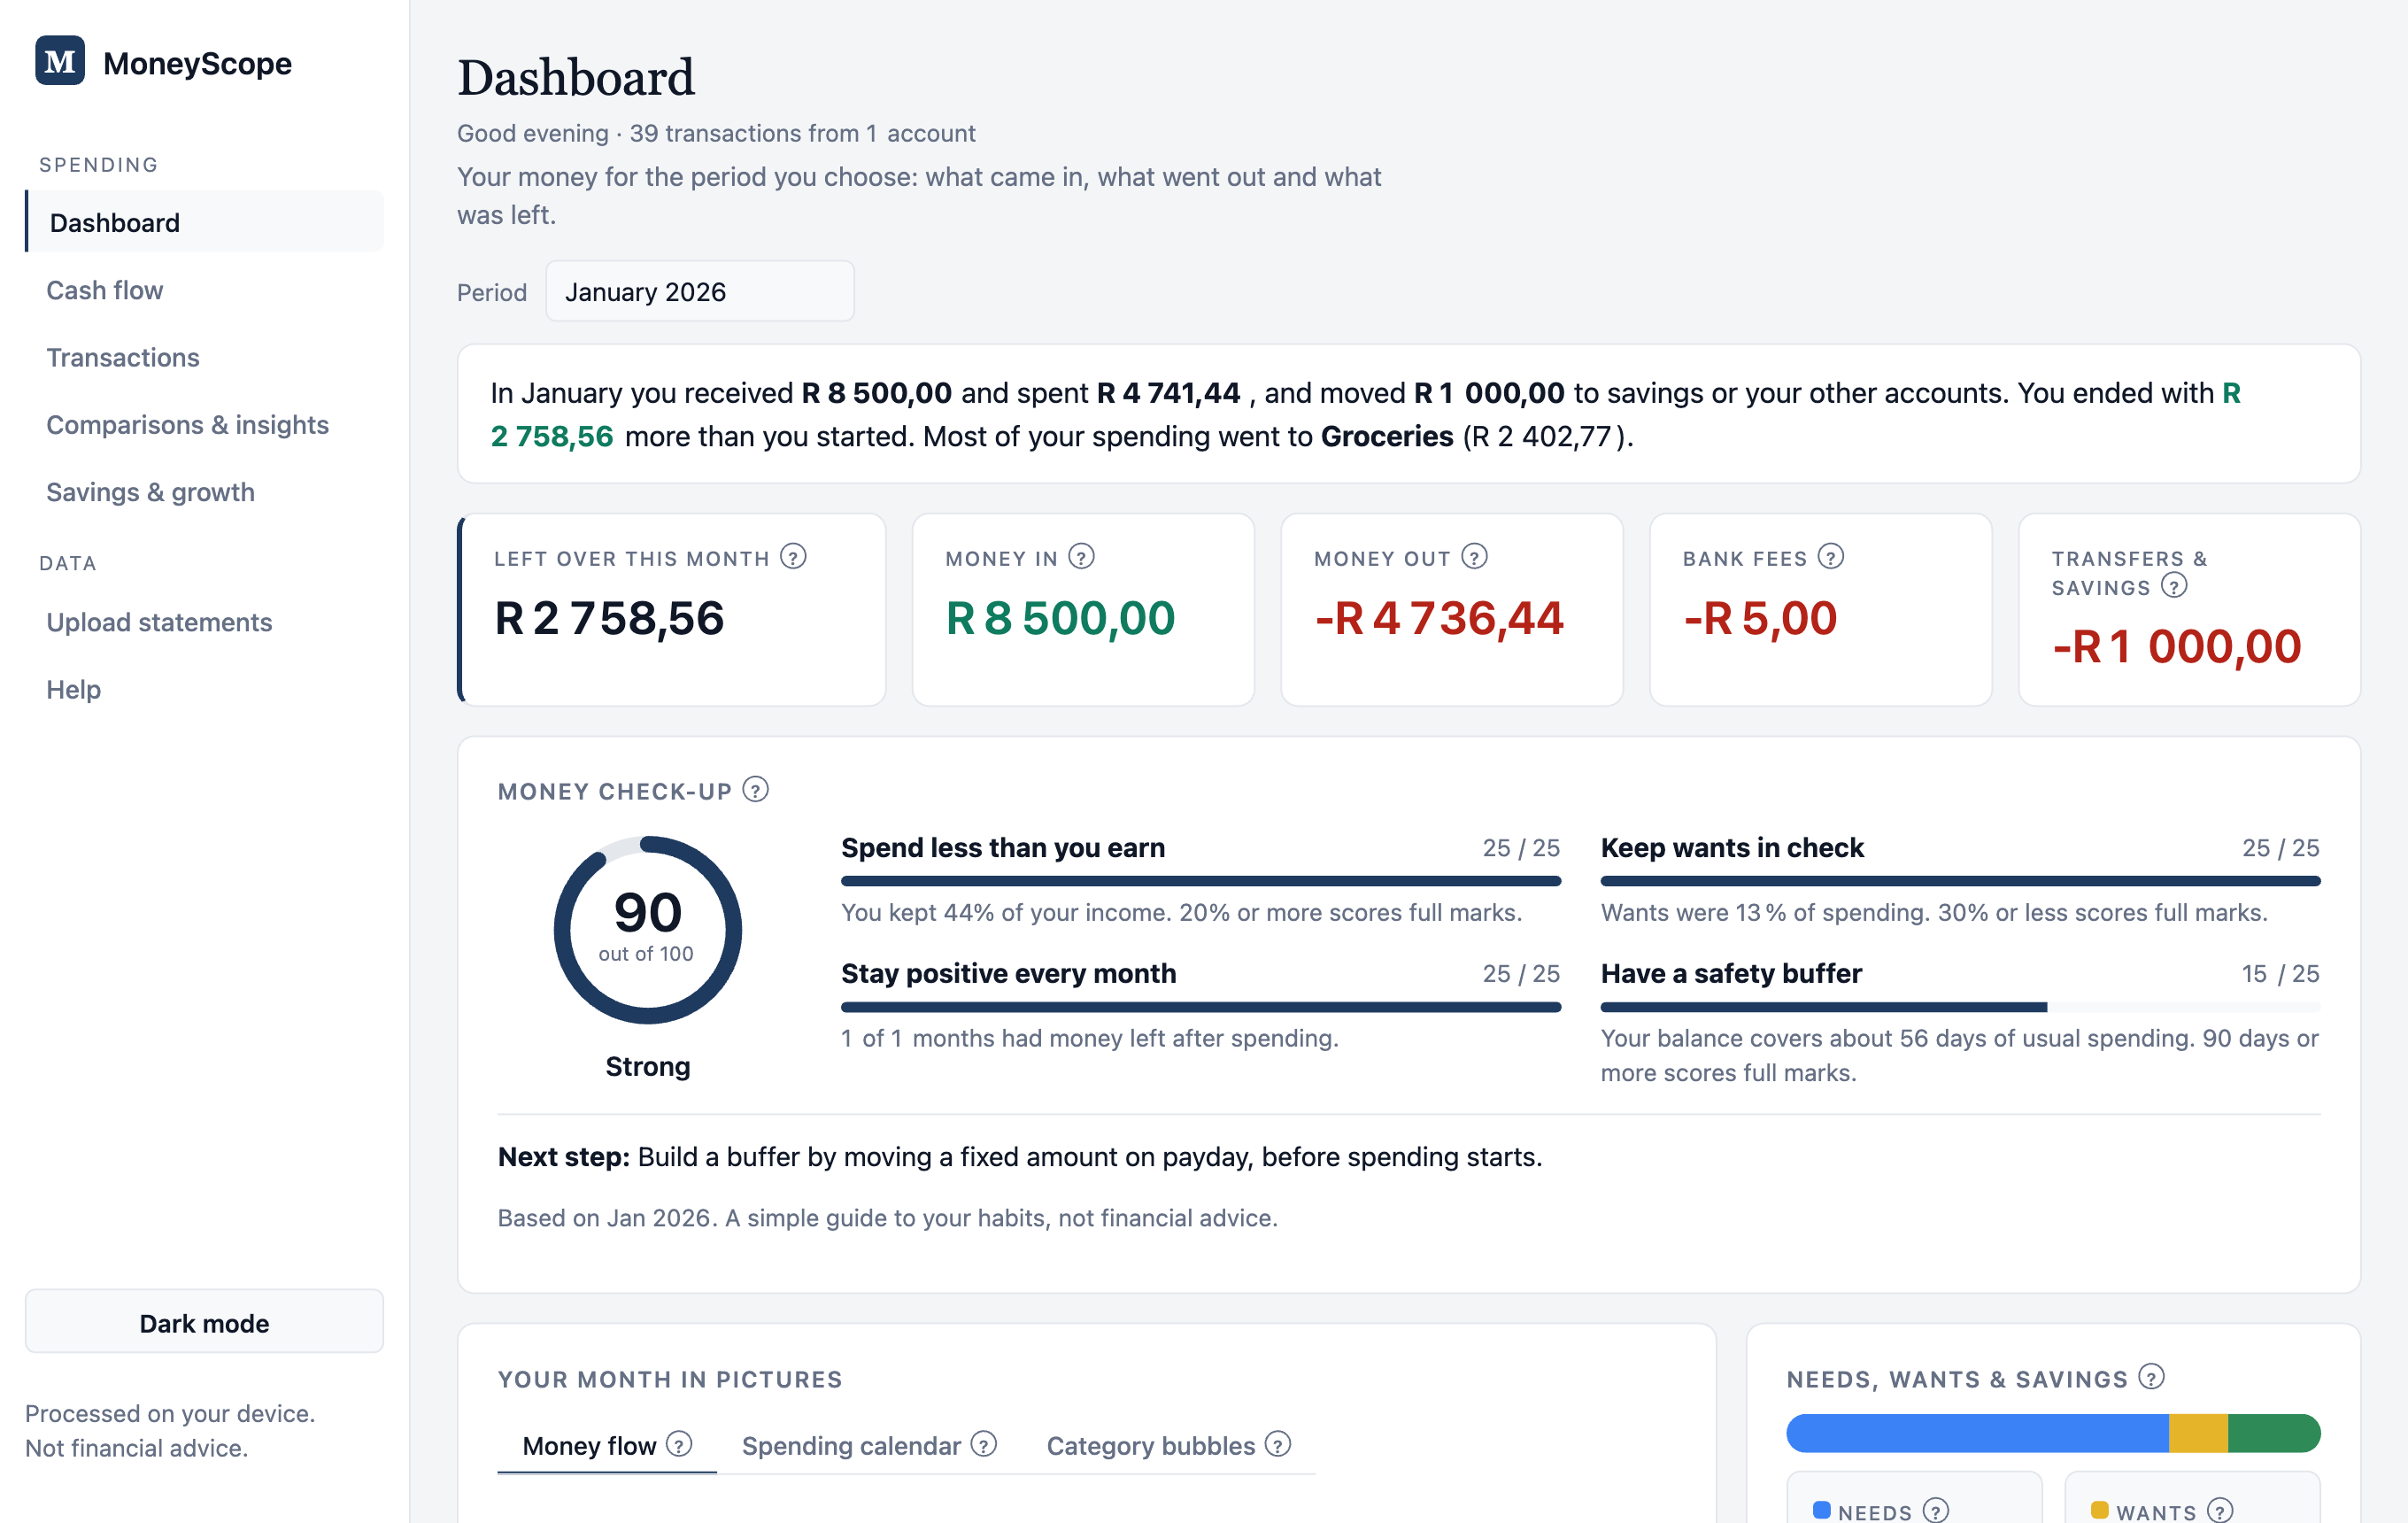 M MoneyScope
SPENDING
Dashboard
Cash flow
Transactions
Comparisons & insights
Savings & growth
DATA
Upload statements
Help
Dark mode
Processed on your device.
Not financial advice.
Dashboard
Good evening · 39 transactions from 1 account
Your money for the period you choose: what came in, what went out and what
was left.
Period January 2026
In January you received R 8 500,00 and spent R 4 741,44 , and moved R 1 000,00 to savings or your other accounts. You ended with R
2 758,56 more than you started. Most of your spending went to Groceries (R 2 402,77).
LEFT OVER THIS MONTH ?
R 2 758,56
MONEY IN ?
R 8 500,00
MONEY OUT ?
-R 4 736,44
BANK FEES ?
-R 5,00
TRANSFERS &
SAVINGS ?
-R 1 000,00
MONEY CHECK-UP ?
90
out of 100
Strong
Spend less than you earn 25 / 25
You kept 44% of your income. 20% or more scores full marks.
Keep wants in check 25 / 25
Wants were 13% of spending. 30% or less scores full marks.
Stay positive every month 25 / 25
1 of 1 months had money left after spending.
Have a safety buffer 15 / 25
Your balance covers about 56 days of usual spending. 90 days or
more scores full marks.
Next step: Build a buffer by moving a fixed amount on payday, before spending starts.
Based on Jan 2026. A simple guide to your habits, not financial advice.
YOUR MONTH IN PICTURES
Money flow ? Spending calendar ? Category bubbles ?
NEEDS, WANTS & SAVINGS ?
NEEDS ? WANTS ?